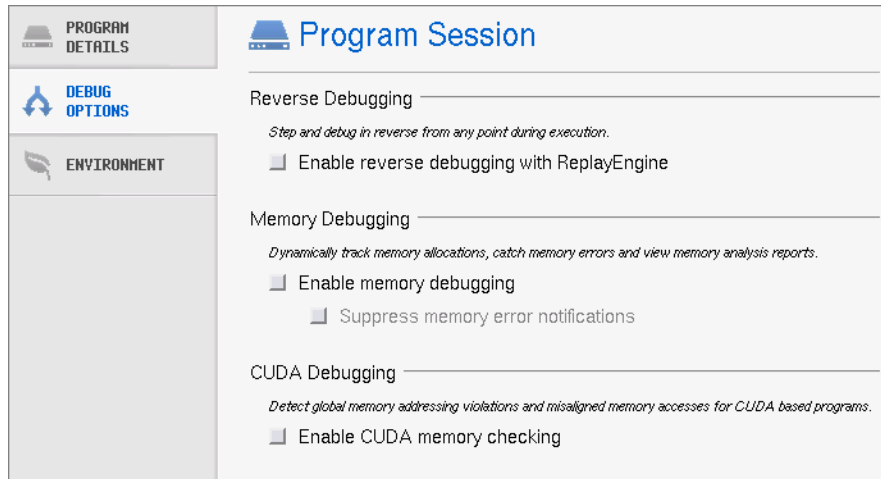 PROGRAM
DETAILS
DEBUG
OPTIONS
ENVIRONMENT
Program Session
Reverse Debugging
Step and debug in reverse from any point during execution.
Enable reverse debugging with ReplayEngine
Memory Debugging
Dynamically track memory allocations, catch memory errors and view memory analysis reports.
Enable memory debugging
Suppress memory error notifications
CUDA Debugging
Detect global memory addressing violations and misaligned memory accesses for CUDA based programs.
Enable CUDA memory checking